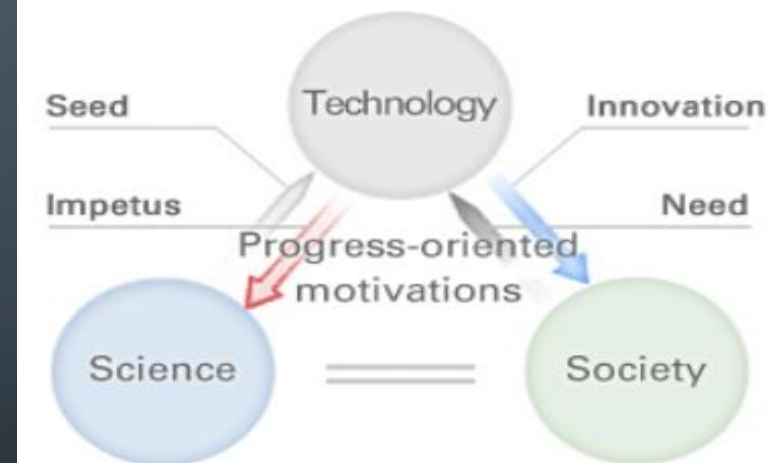 Technology
Seed
Innovation
Impetus
Need
Progress-oriented
motivations
Science
Society